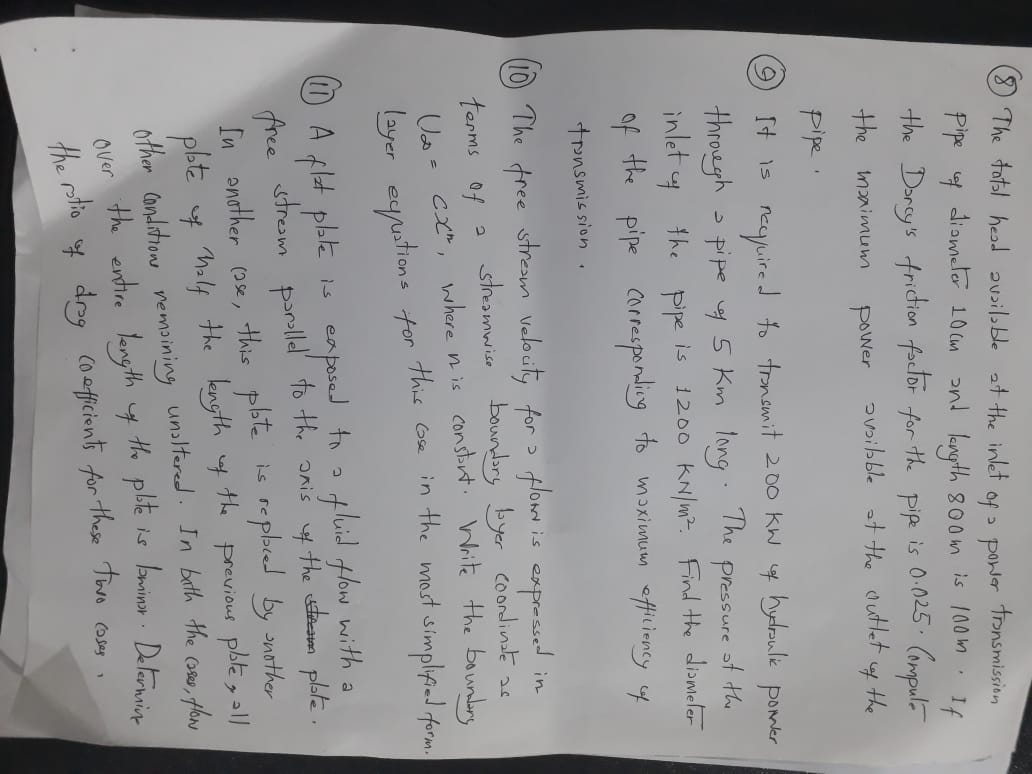 ⑧ The total head available at the inlet of a power transmission
pipe of diameter 10cm and length 800m is 100m. If
the Darcy's friction factor for the pipe is 0.025. Compute
the maximum power available at the outlet of the
pipe.
⑨ It is required to transmit 200 KW of hydraulic power
through a pipe of 5 Km long. The pressure at the
inlet of the pipe is 1200 KN/m². Find the diameter
of the pipe corresponding to maximum efficiency of
transmission.
⑩ The free stream velocity for a flow is expressed in
terms of a streamwise boundary layer coordinate as
U∞ = cxⁿ, where n is constant. Write the boundary
layer equations for this case in the most simplified form.
⑪ A flat plate is exposed to a fluid flow with a
free stream parallel to the axis of the stream plate.
In another case, this plate is replaced by another
plate of half the length of the previous plate, all
other conditions remaining unaltered. In both the cases, flow
over the entire length of the plate is laminar. Determine
the ratio of drag coefficients for these two cases.